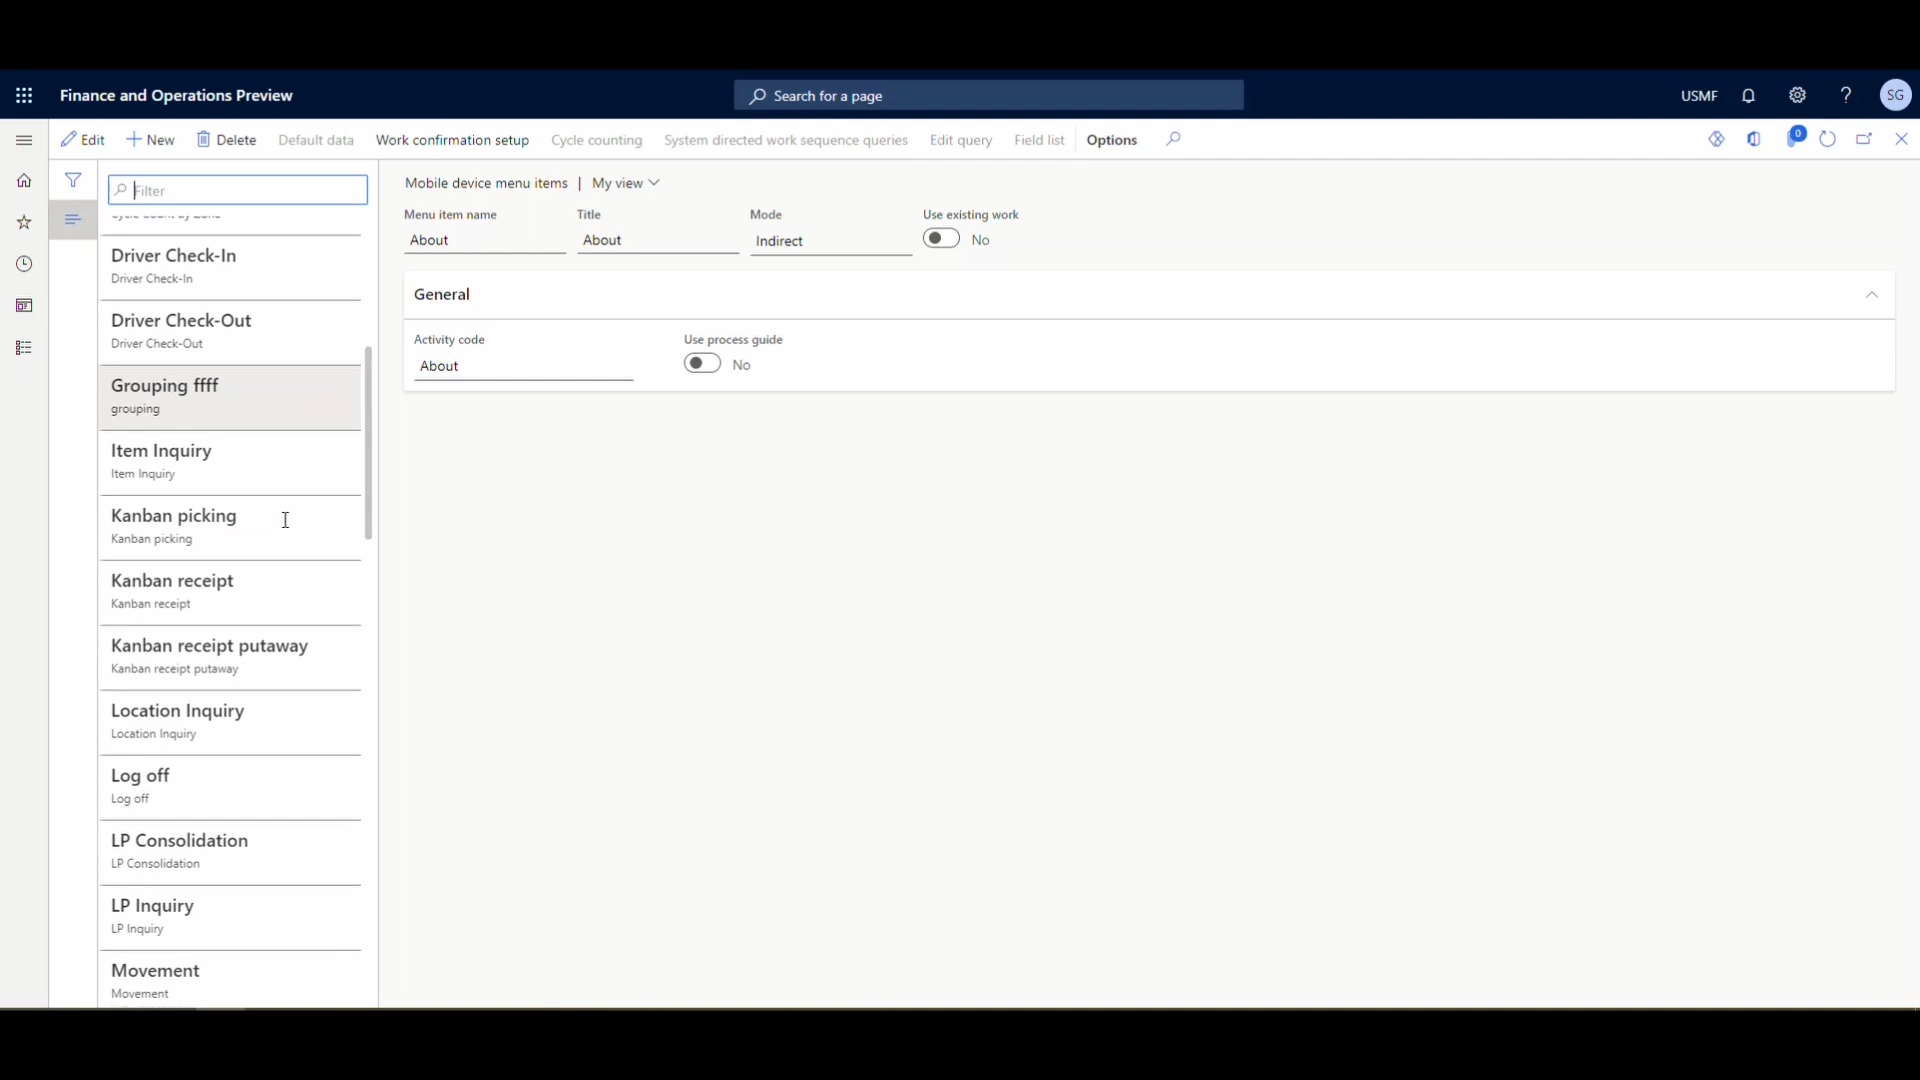 Finance and Operations Preview
Search for a page
USMF
SG
Edit
New
Delete
Default data
Work confirmation setup
Cycle counting
System directed work sequence queries
Edit query
Field list
Options
0
Filter
Cycle Count by Zone
Driver Check-In
Driver Check-In
Driver Check-Out
Driver Check-Out
Grouping ffff
grouping
Item Inquiry
Item Inquiry
Kanban picking
Kanban picking
Kanban receipt
Kanban receipt
Kanban receipt putaway
Kanban receipt putaway
Location Inquiry
Location Inquiry
Log off
Log off
LP Consolidation
LP Consolidation
LP Inquiry
LP Inquiry
Movement
Movement
Mobile device menu items | My view
Menu item name
Title
Mode
Use existing work
About
About
Indirect
No
General
Activity code
Use process guide
About
No